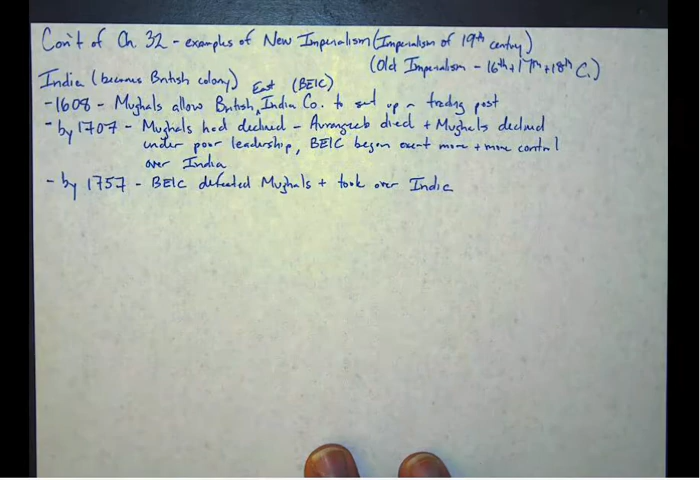 Con't of Ch. 32 - examples of New Imperialism (Imperialism of 19th century)
(Old Imperialism - 16th + 17th + 18th C.)
India (becomes British colony)
- 1608 - Mughals allow British East India Co. (BEIC) to set up a trading post
- by 1707 - Mughals had declined - Aurangzeb died + Mughals declined
under poor leadership, BEIC began exert more + more control
over India
- by 1757 - BEIC defeated Mughals + took over India